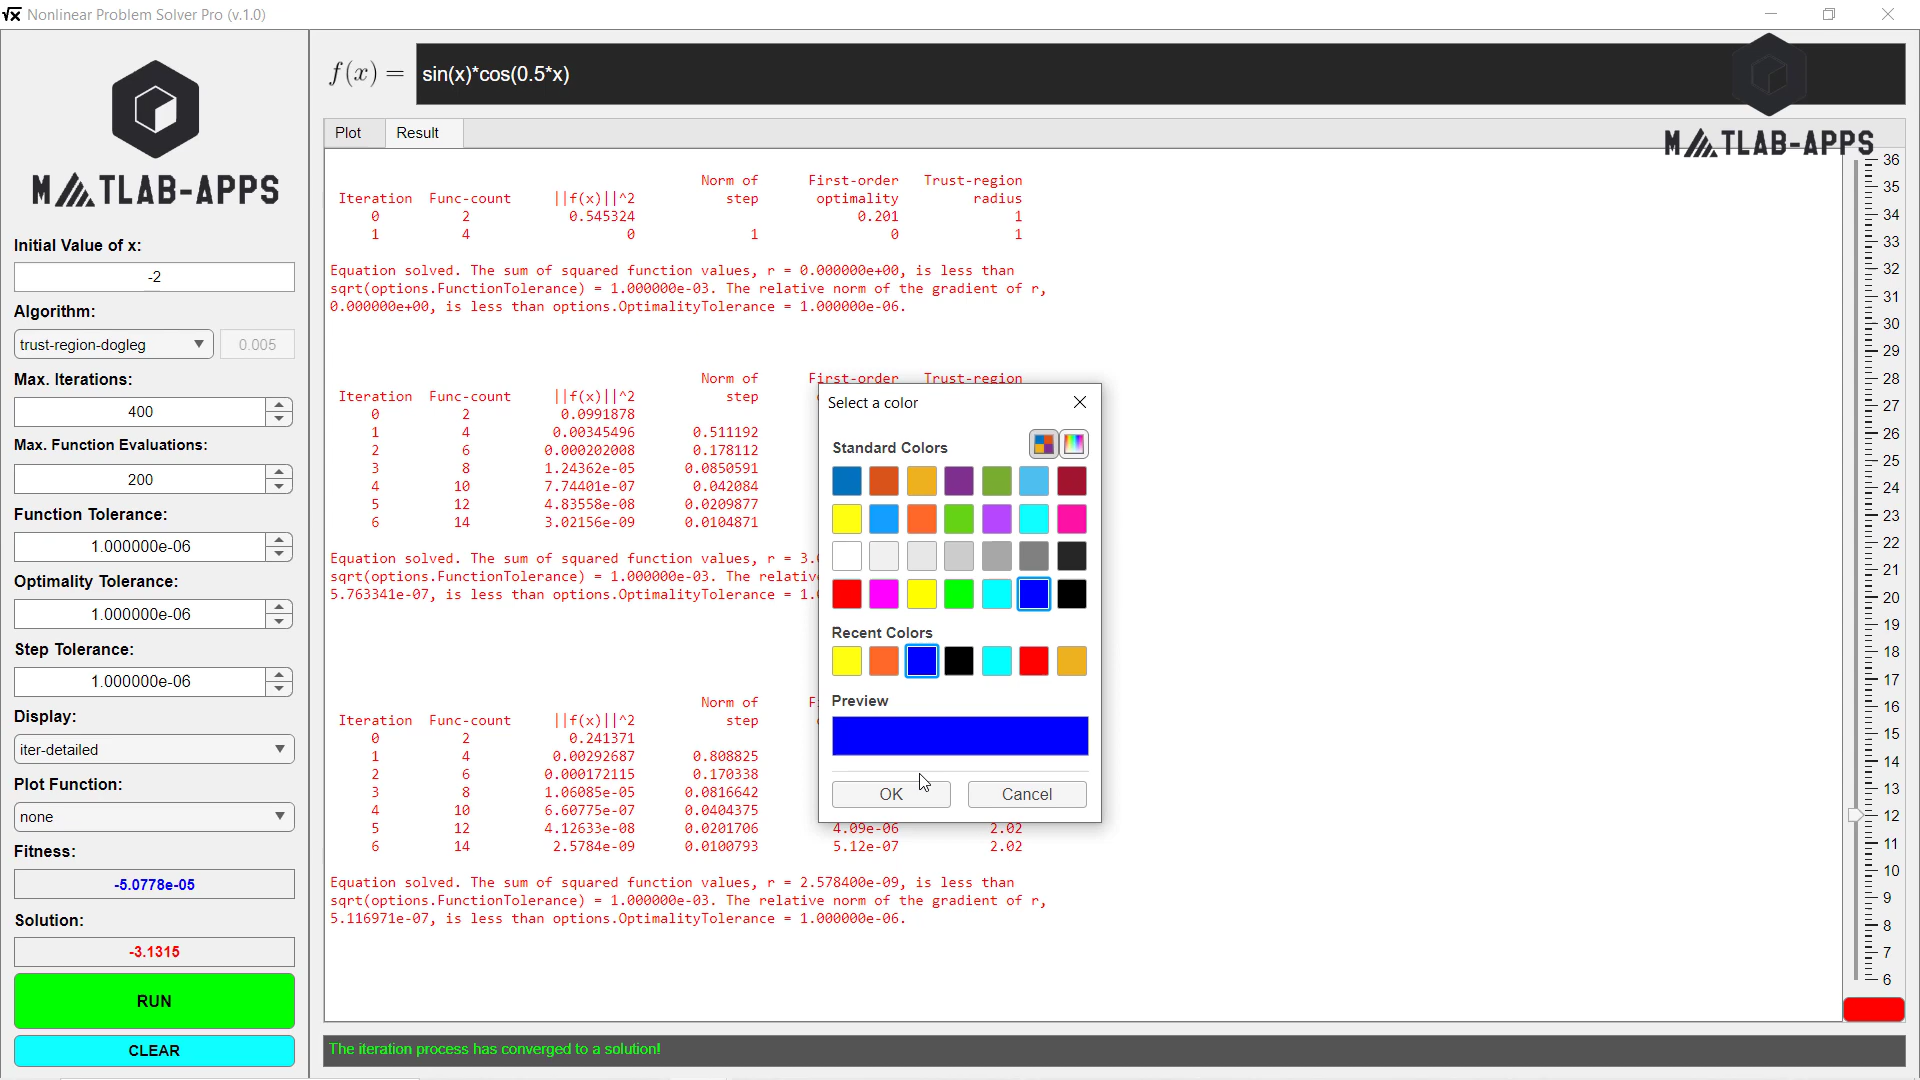 Nonlinear Problem Solver Pro (v.1.0)
MATLAB-APPS
Initial Value of x:
-2
Algorithm:
trust-region-dogleg 0.005
Max. Iterations:
400
Max. Function Evaluations:
200
Function Tolerance:
1.000000e-06
Optimality Tolerance:
1.000000e-06
Step Tolerance:
1.000000e-06
Display:
iter-detailed
Plot Function:
none
Fitness:
-5.0778e-05
Solution:
-3.1315
RUN
CLEAR
f(x) = sin(x)*cos(0.5*x)
Plot Result
MATLAB-APPS
Norm of First-order Trust-region
Iteration Func-count ||f(x)||^2 step optimality radius
0 2 0.545324 0.201 1
1 4 0 1 0 1
Equation solved. The sum of squared function values, r = 0.000000e+00, is less than
sqrt(options.FunctionTolerance) = 1.000000e-03. The relative norm of the gradient of r,
0.000000e+00, is less than options.OptimalityTolerance = 1.000000e-06.
Norm of First-order Trust-region
Iteration Func-count ||f(x)||^2 step
0 2 0.0991878
1 4 0.00345496 0.511192
2 6 0.000202008 0.178112
3 8 1.24362e-05 0.0850591
4 10 7.74401e-07 0.042084
5 12 4.83558e-08 0.0209877
6 14 3.02156e-09 0.0104871
Equation solved. The sum of squared function values, r = 3.
sqrt(options.FunctionTolerance) = 1.000000e-03. The relativ
5.763341e-07, is less than options.OptimalityTolerance = 1.
Norm of F
Iteration Func-count ||f(x)||^2 step
0 2 0.241371
1 4 0.00292687 0.808825
2 6 0.000172115 0.170338
3 8 1.06085e-05 0.0816642
4 10 6.60775e-07 0.0404375
5 12 4.12633e-08 0.0201706 4.09e-06 2.02
6 14 2.5784e-09 0.0100793 5.12e-07 2.02
Equation solved. The sum of squared function values, r = 2.578400e-09, is less than
sqrt(options.FunctionTolerance) = 1.000000e-03. The relative norm of the gradient of r,
5.116971e-07, is less than options.OptimalityTolerance = 1.000000e-06.
Select a color
Standard Colors
Recent Colors
Preview
OK Cancel
36
35
34
33
32
31
30
29
28
27
26
25
24
23
22
21
20
19
18
17
16
15
14
13
12
11
10
9
8
7
6
The iteration process has converged to a solution!